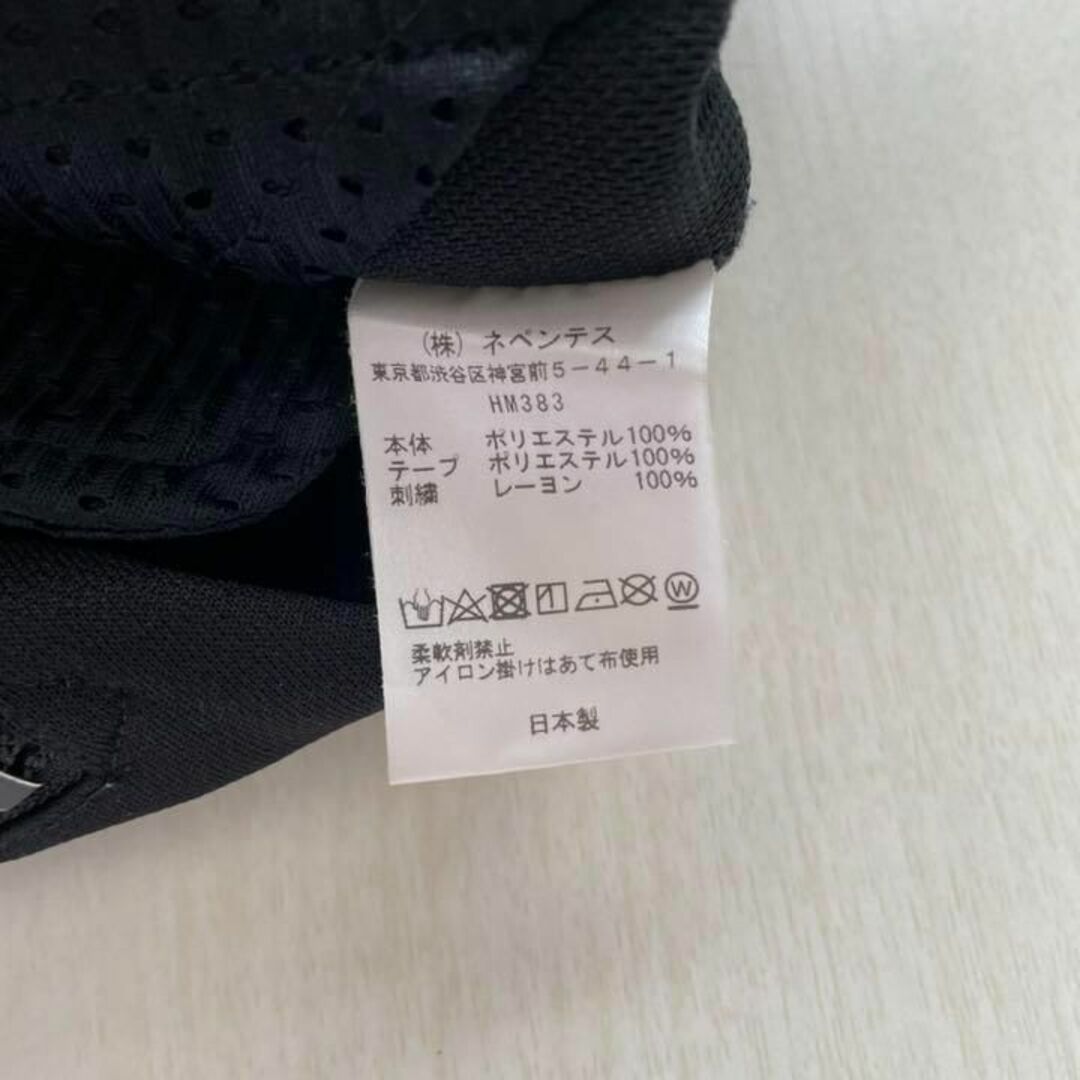 (株) ネペンテス
東京都渋谷区神宮前5-44-1
HM383
本体 ポリエステル100%
テープ ポリエステル100%
刺繍 レーヨン 100%
柔軟剤禁止
アイロン掛けはあて布使用
日本製